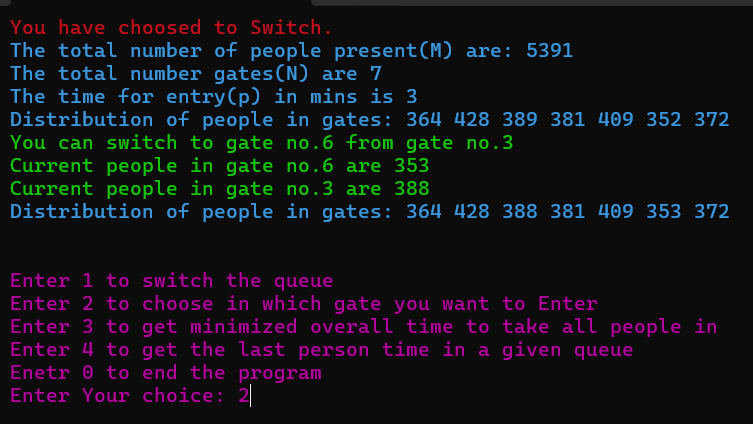 You have choosed to Switch.
The total number of people present(M) are: 5391
The total number gates(N) are 7
The time for entry(p) in mins is 3
Distribution of people in gates: 364 428 389 381 409 352 372
You can switch to gate no.6 from gate no.3
Current people in gate no.6 are 353
Current people in gate no.3 are 388
Distribution of people in gates: 364 428 388 381 409 353 372
Enter 1 to switch the queue
Enter 2 to choose in which gate you want to Enter
Enter 3 to get minimized overall time to take all people in
Enter 4 to get the last person time in a given queue
Enetr 0 to end the program
Enter Your choice: 2